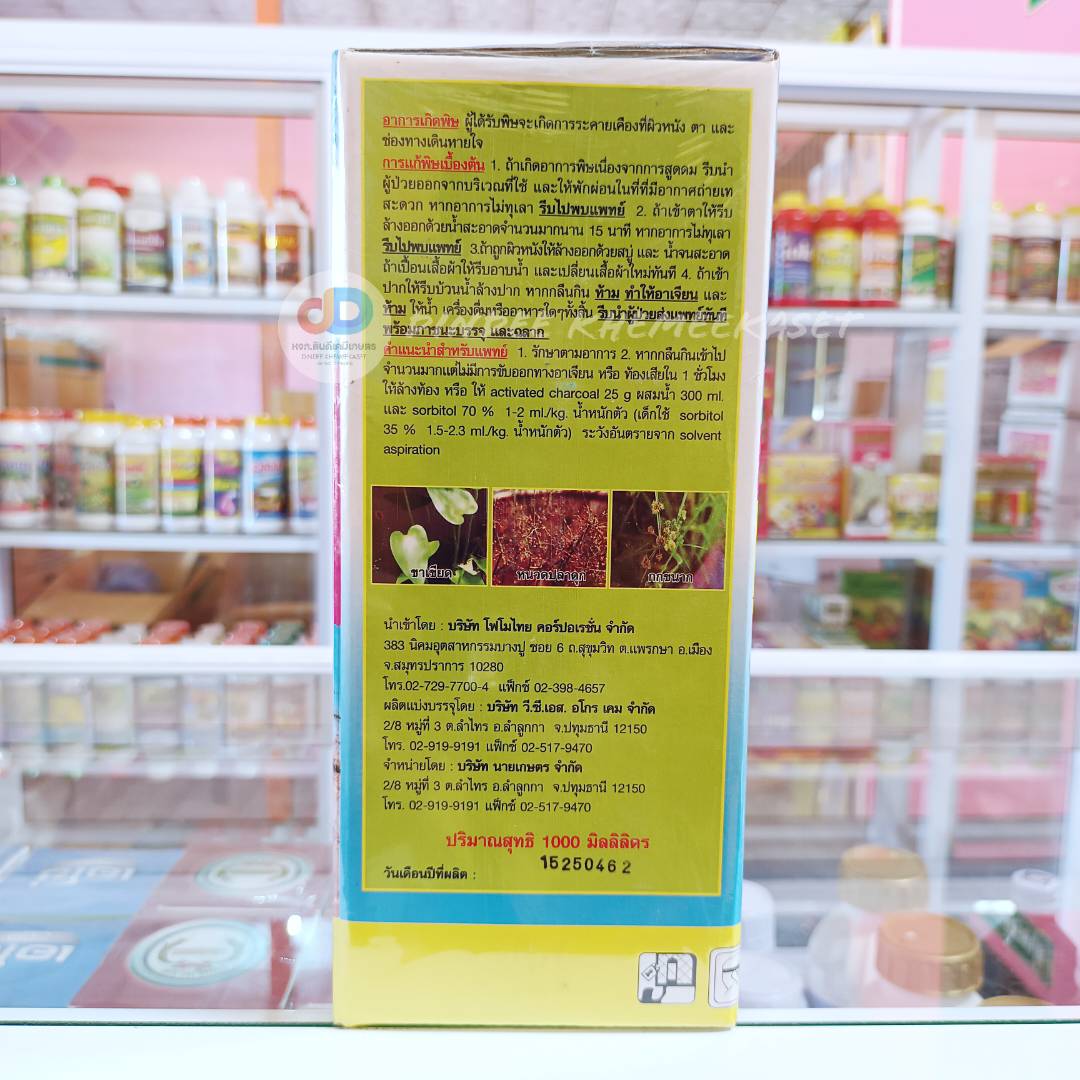 อาการเกิดพิษ ผู้ได้รับพิษจะเกิดการระคายเคืองที่ผิวหนัง ตา และ
ช่องทางเดินหายใจ
การแก้พิษเบื้องต้น 1. ถ้าเกิดอาการพิษเนื่องจากการสูดดม รีบนำ
ผู้ป่วยออกจากบริเวณที่ใช้ และให้พักผ่อนในที่ที่มีอากาศถ่ายเท
สะดวก หากอาการไม่ทุเลา รีบไปพบแพทย์ 2. ถ้าเข้าตาให้รีบ
ล้างออกด้วยน้ำสะอาดจำนวนมากนาน 15 นาที หากอาการไม่ทุเลา
รีบไปพบแพทย์ 3.ถ้าถูกผิวหนังให้ล้างออกด้วยสบู่ และ น้ำจนสะอาด
ถ้าเปื้อนเสื้อผ้าให้รีบอาบน้ำ และเปลี่ยนเสื้อผ้าใหม่ทันที 4. ถ้าเข้า
ปากให้รีบบ้วนน้ำล้างปาก หากกลืนกิน ห้าม ทำให้อาเจียน และ
ห้าม ให้น้ำ เครื่องดื่มหรืออาหารใดๆทั้งสิ้น รีบนำผู้ป่วยส่งแพทย์ทันที
พร้อมภาชนะบรรจุ และฉลาก
คำแนะนำสำหรับแพทย์ 1. รักษาตามอาการ 2. หากกลืนกินเข้าไป
จำนวนมากแต่ไม่มีการขับออกทางอาเจียน หรือ ท้องเสียใน 1 ชั่วโมง
ให้ล้างท้อง หรือ ให้ activated charcoal 25 g ผสมน้ำ 300 ml.
และ sorbitol 70 % 1-2 ml./kg. น้ำหนักตัว (เด็กใช้ sorbitol
35 % 1.5-2.3 ml./kg. น้ำหนักตัว) ระวังอันตรายจาก solvent
aspiration
DINDEE KHEMEEKASET
หจก.ดินดีเคมีเกษตร
DINDEE KHEMEEKASET
ขาเขียด
หนวดปลาดุก
กกขนาก
นำเข้าโดย : บริษัท โฟโมไทย คอร์ปอเรชั่น จำกัด
383 นิคมอุตสาหกรรมบางปู ซอย 6 ถ.สุขุมวิท ต.แพรกษา อ.เมือง
จ.สมุทรปราการ 10280
โทร.02-729-7700-4 แฟ็กซ์ 02-398-4657
ผลิตแบ่งบรรจุโดย : บริษัท วี.ซี.เอส. อโกร เคม จำกัด
2/8 หมู่ที่ 3 ต.ลำไทร อ.ลำลูกกา จ.ปทุมธานี 12150
โทร. 02-919-9191 แฟ็กซ์ 02-517-9470
จำหน่ายโดย : บริษัท นายเกษตร จำกัด
2/8 หมู่ที่ 3 ต.ลำไทร อ.ลำลูกกา จ.ปทุมธานี 12150
โทร. 02-919-9191 แฟ็กซ์ 02-517-9470
ปริมาณสุทธิ 1000 มิลลิลิตร
15250462
วันเดือนปีที่ผลิต :